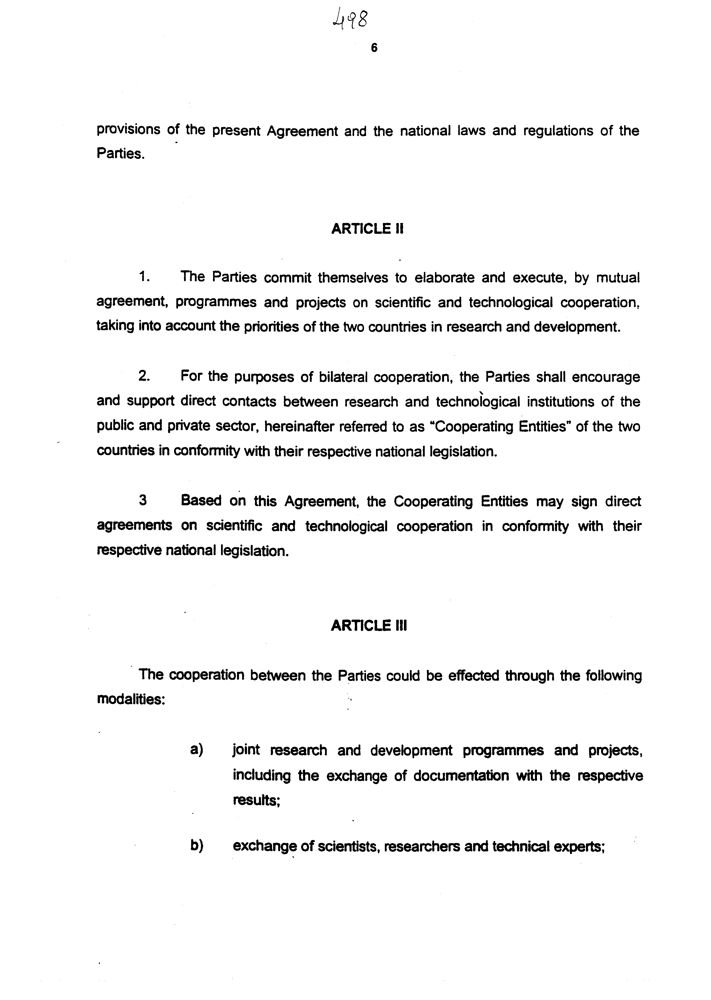 498
6
provisions of the present Agreement and the national laws and regulations of the
Parties.
ARTICLE II
1. The Parties commit themselves to elaborate and execute, by mutual
agreement, programmes and projects on scientific and technological cooperation,
taking into account the priorities of the two countries in research and development.
2. For the purposes of bilateral cooperation, the Parties shall encourage
and support direct contacts between research and technological institutions of the
public and private sector, hereinafter referred to as “Cooperating Entities” of the two
countries in conformity with their respective national legislation.
3 Based on this Agreement, the Cooperating Entities may sign direct
agreements on scientific and technological cooperation in conformity with their
respective national legislation.
ARTICLE III
The cooperation between the Parties could be effected through the following
modalities:
a) joint research and development programmes and projects,
including the exchange of documentation with the respective
results;
b) exchange of scientists, researchers and technical experts;